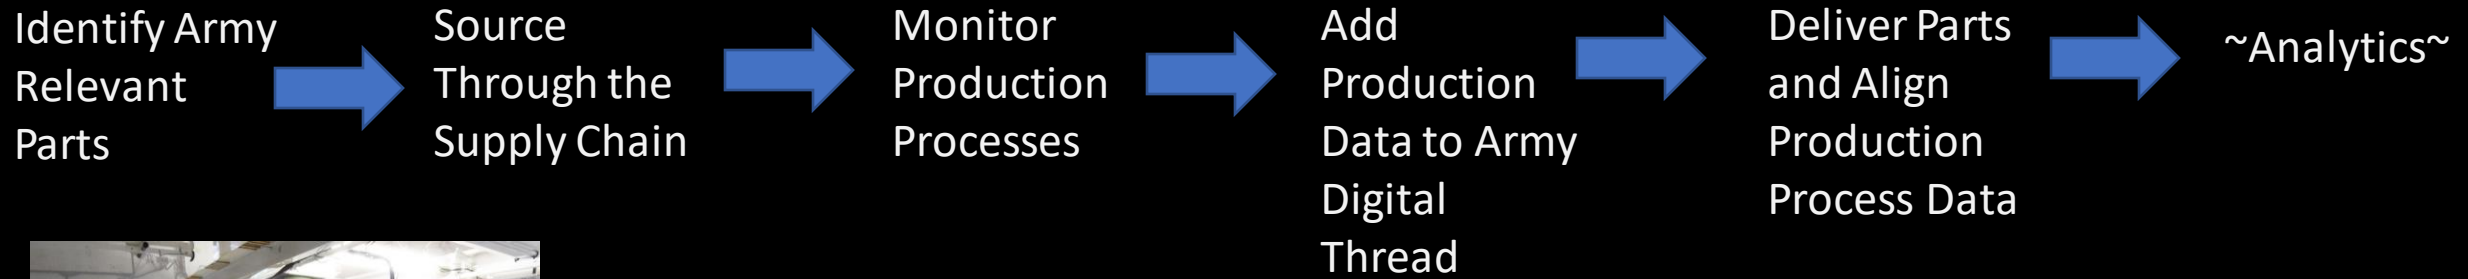 Identify Army
Relevant
Parts
Source
Through the
Supply Chain
Monitor
Production
Processes
Add
Production
Data to Army
Digital
Thread
Deliver Parts
and Align
Production
Process Data
~Analytics~